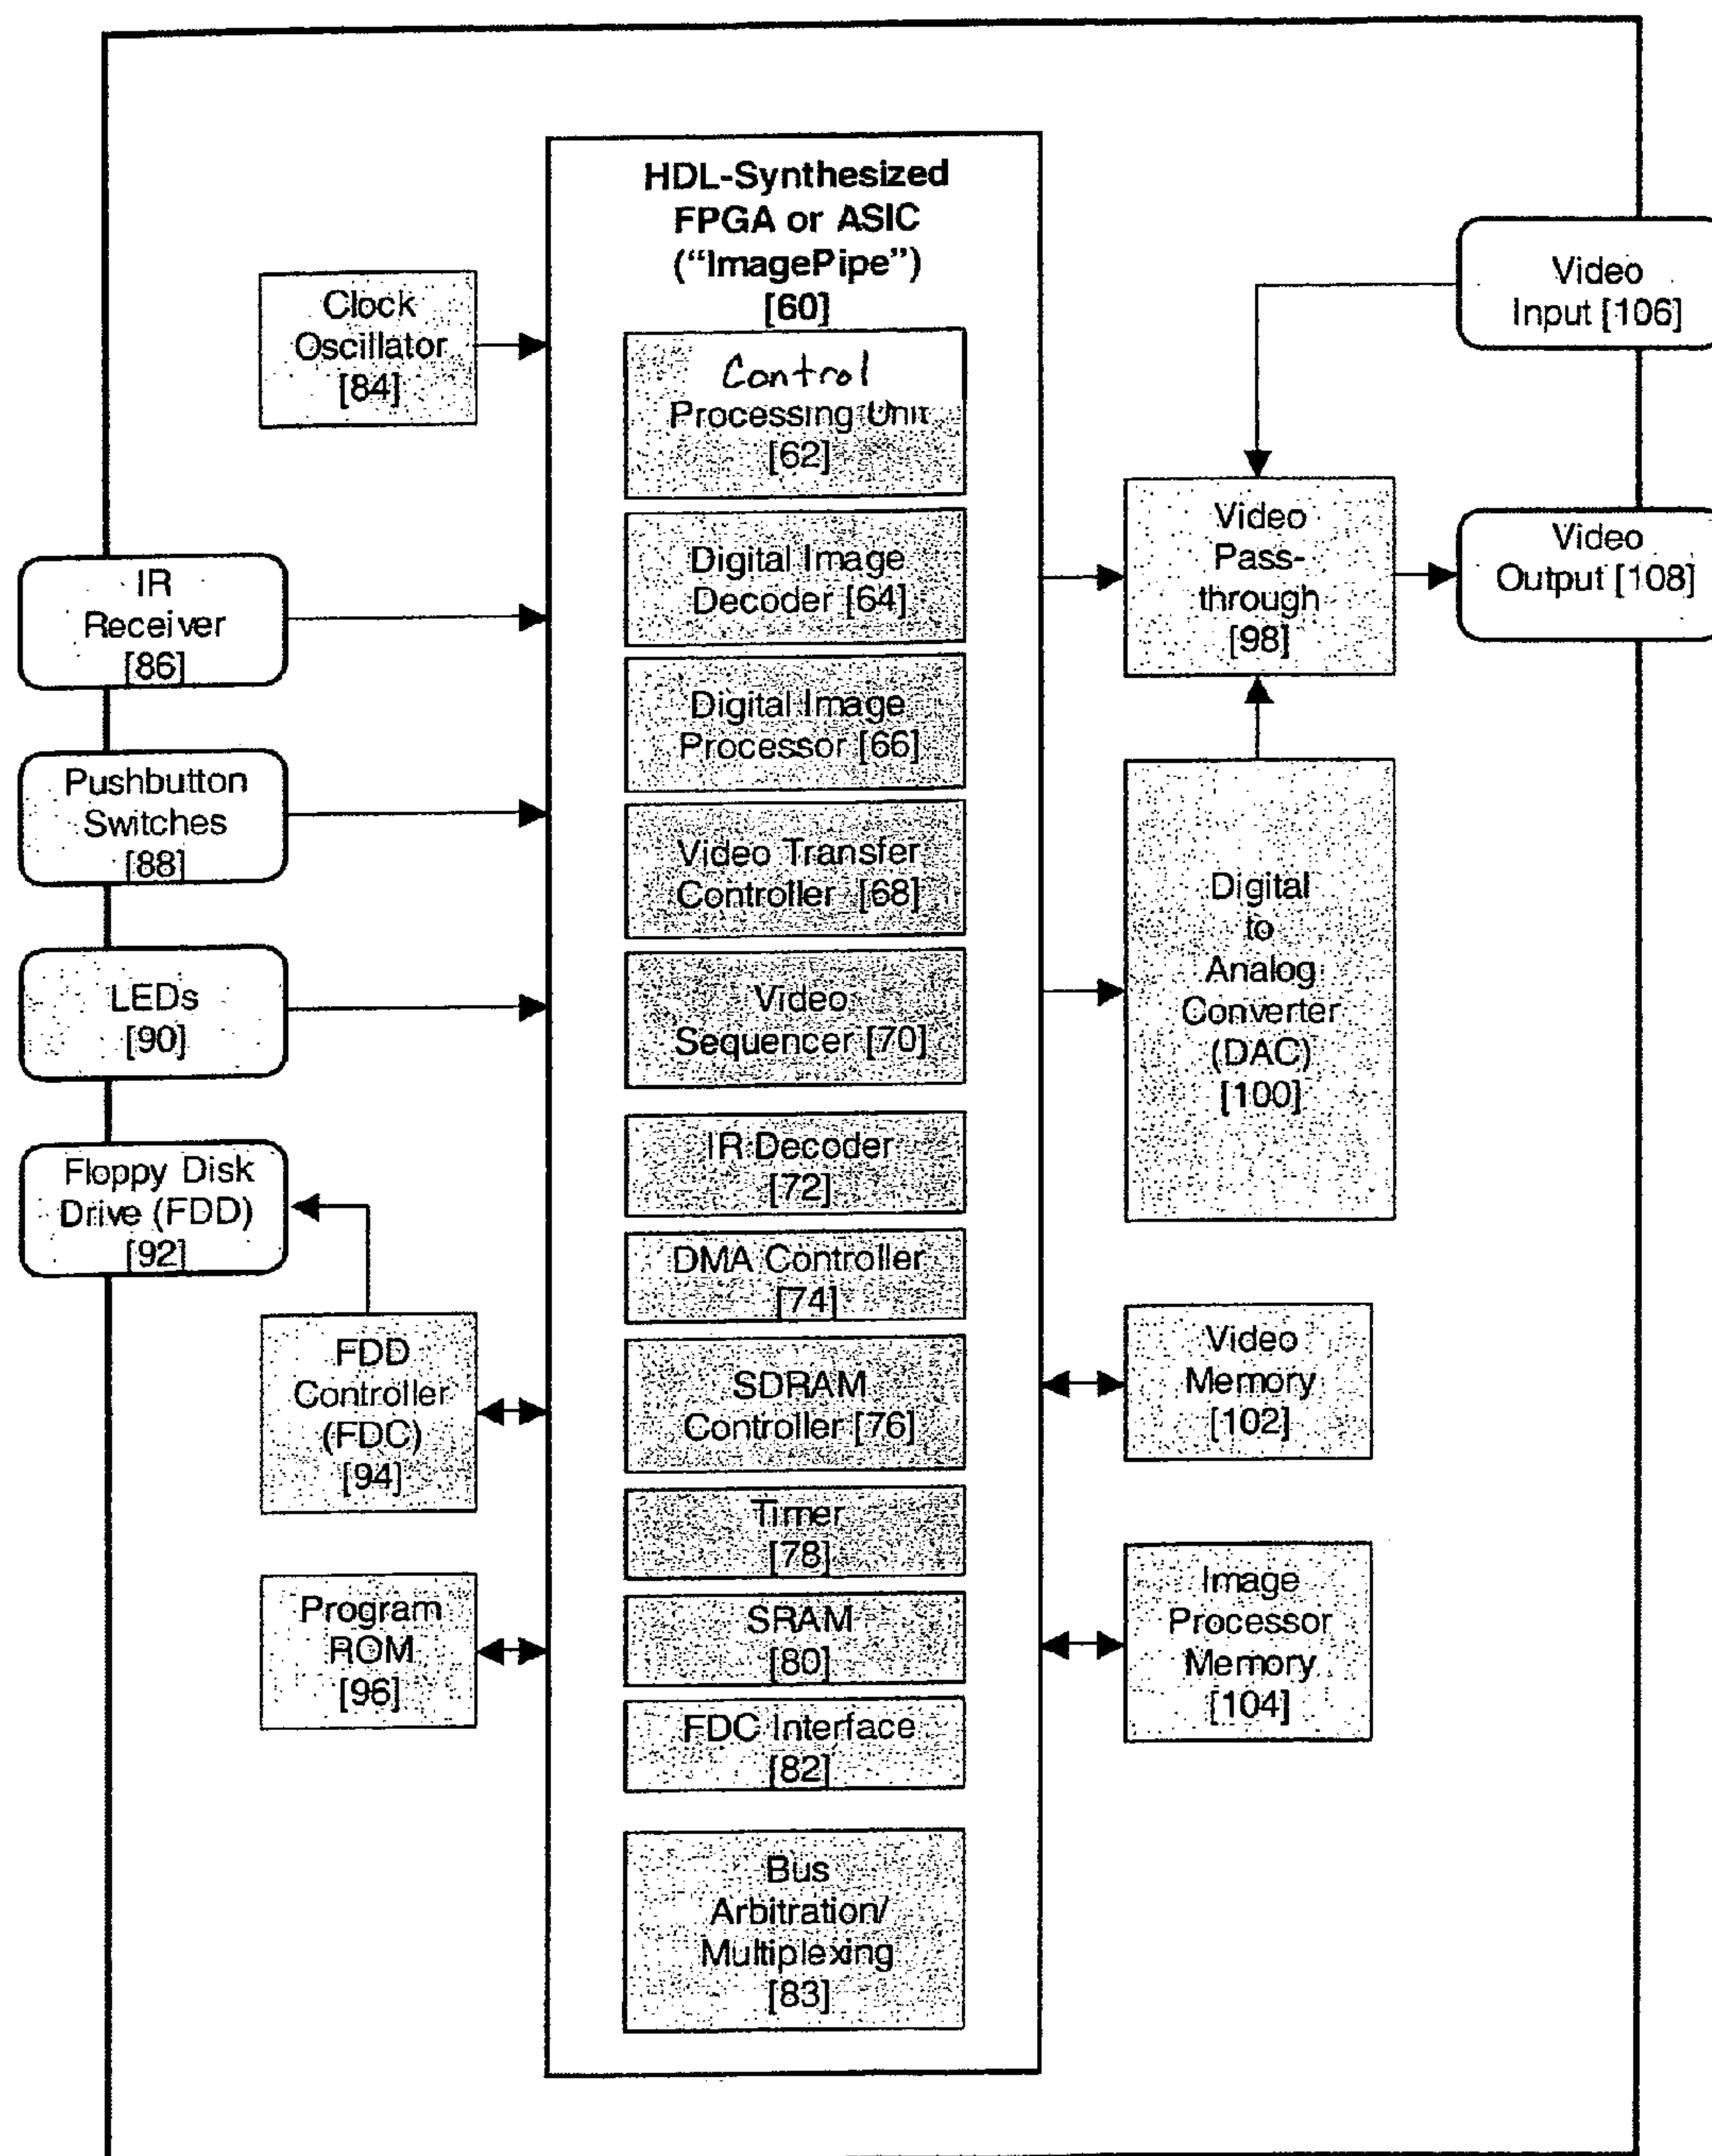 HDL-Synthesized
FPGA or ASIC
("ImagePipe")
[60]
Control
Processing Unit
[62]
Digital Image
Decoder [64]
Digital Image
Processor [66]
Video Transfer
Controller [68]
Video
Sequencer [70]
IR Decoder
[72]
DMA Controller
[74]
SDRAM
Controller [76]
Timer
[78]
SRAM
[80]
FDC Interface
[82]
Bus
Arbitration/
Multiplexing
[83]
Clock
Oscillator
[84]
IR
Receiver
[86]
Pushbutton
Switches
[88]
LEDs
[90]
Floppy Disk
Drive (FDD)
[92]
FDD
Controller
(FDC)
[94]
Program
ROM
[96]
Video
Input [106]
Video
Pass-
through
[98]
Video
Output [108]
Digital
to
Analog
Converter
(DAC)
[100]
Video
Memory
[102]
Image
Processor
Memory
[104]